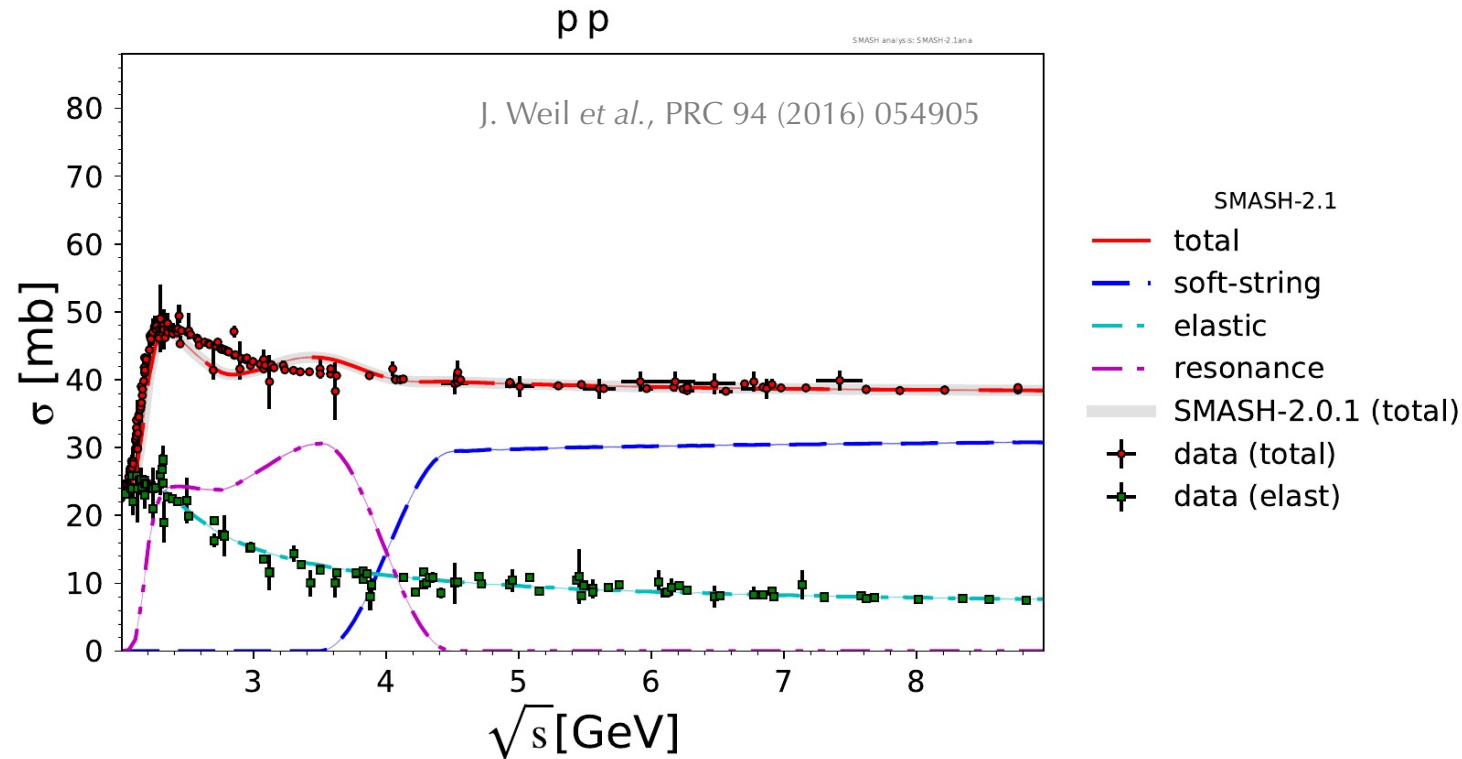 p p
SMASH analysis: SMASH-2.1ana
J. Weil et al., PRC 94 (2016) 054905
80
70
60
50
40
30
20
10
0
σ [mb]
3 4 5 6 7 8
√s[GeV]
SMASH-2.1
total
soft-string
elastic
resonance
SMASH-2.0.1 (total)
data (total)
data (elast)